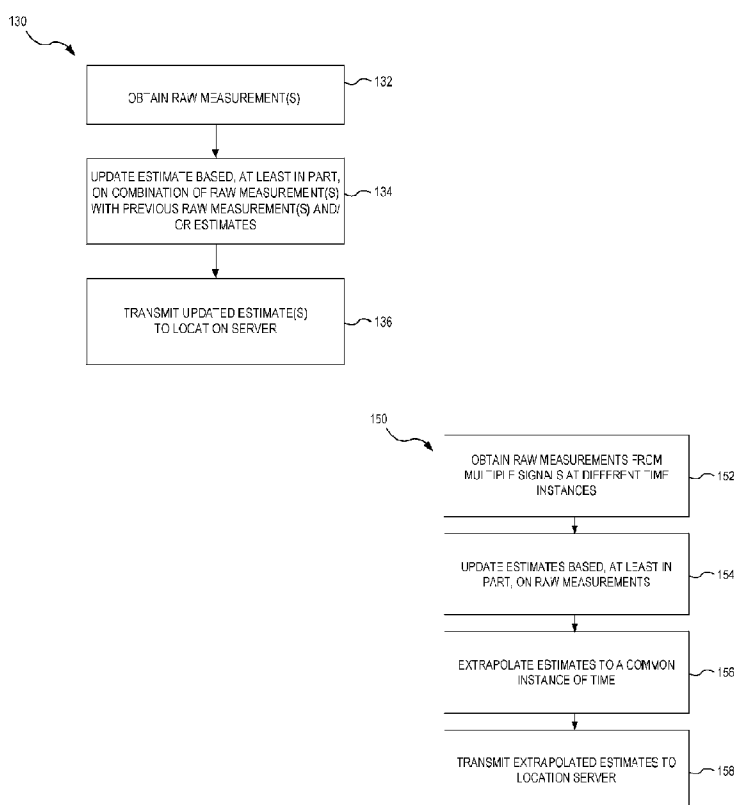 130
132
OBTAIN RAW MEASUREMENT(S)
UPDATE ESTIMATE BASED, AT LEAST IN PART,
ON COMBINATION OF RAW MEASUREMENT(S)
WITH PREVIOUS RAW MEASUREMENT(S) AND/
OR ESTIMATES
134
TRANSMIT UPDATED ESTIMATE(S)
TO LOCATION SERVER
136
150
OBTAIN RAW MEASUREMENTS FROM
MULTIPLE SIGNALS AT DIFFERENT TIME
INSTANCES
152
UPDATE ESTIMATES BASED, AT LEAST IN
PART, ON RAW MEASUREMENTS
154
EXTRAPOLATE ESTIMATES TO A COMMON
INSTANCE OF TIME
156
TRANSMIT EXTRAPOLATED ESTIMATES TO
LOCATION SERVER
158